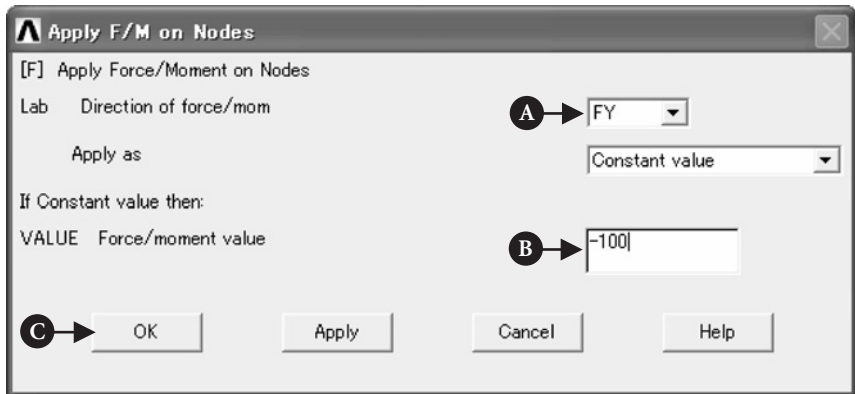 Apply F/M on Nodes
[F] Apply Force/Moment on Nodes
Lab Direction of force/mom A FY
Apply as Constant value
If Constant value then:
VALUE Force/moment value B -100
C OK Apply Cancel Help